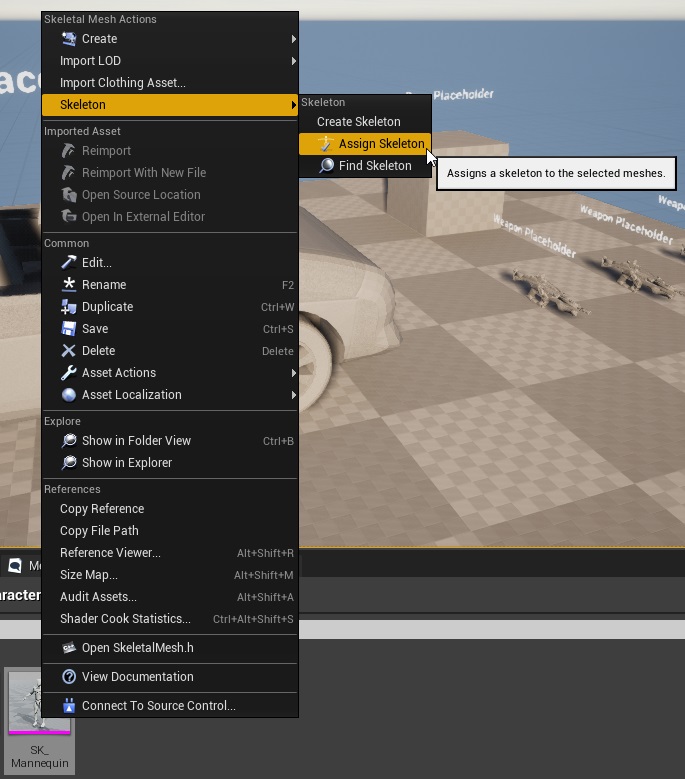 Skeletal Mesh Actions
Create
Import LOD
Import Clothing Asset...
Skeleton
Imported Asset
Reimport
Reimport With New File
Open Source Location
Open In External Editor
Common
Edit...
Rename F2
Duplicate Ctrl+W
Save Ctrl+S
Delete Delete
Asset Actions
Asset Localization
Explore
Show in Folder View Ctrl+B
Show in Explorer
References
Copy Reference
Copy File Path
Reference Viewer... Alt+Shift+R
Size Map... Alt+Shift+M
Audit Assets... Alt+Shift+A
Shader Cook Statistics... Ctrl+Alt+Shift+S
Open SkeletalMesh.h
View Documentation
Connect To Source Control...
Skeleton
Create Skeleton
Assign Skeleton
Find Skeleton
Assigns a skeleton to the selected meshes.
Placeholder
Weapon Placeholder
Weapon Placeholder
SK_
Mannequin